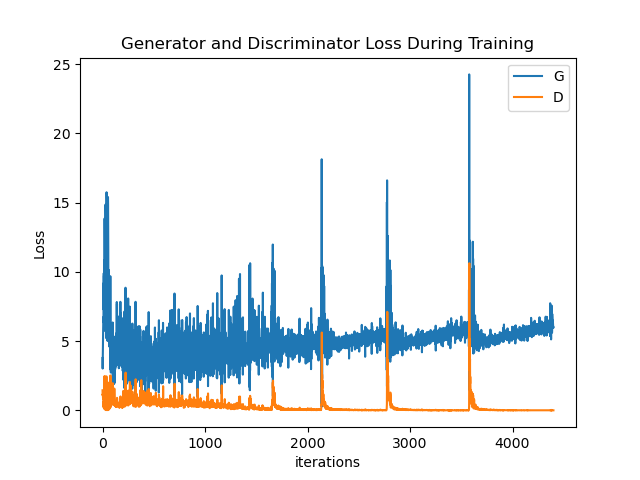 Generator and Discriminator Loss During Training
25
20
15
10
5
0
Loss
G
D
0 1000 2000 3000 4000
iterations